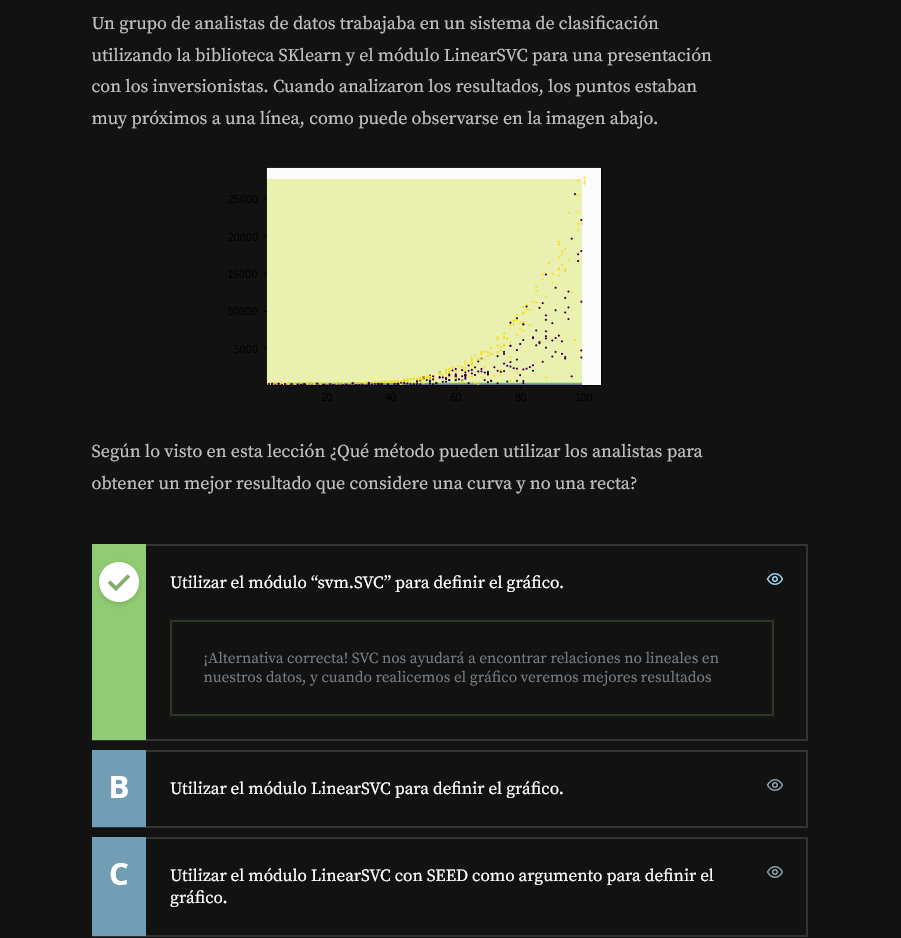 Un grupo de analistas de datos trabajaba en un sistema de clasificación
utilizando la biblioteca SKlearn y el módulo LinearSVC para una presentación
con los inversionistas. Cuando analizaron los resultados, los puntos estaban
muy próximos a una línea, como puede observarse en la imagen abajo.
25000
20000
15000
10000
5000
20 40 60 80 100
Según lo visto en esta lección ¿Qué método pueden utilizar los analistas para
obtener un mejor resultado que considere una curva y no una recta?
Utilizar el módulo “svm.SVC” para definir el gráfico.
¡Alternativa correcta! SVC nos ayudará a encontrar relaciones no lineales en
nuestros datos, y cuando realicemos el gráfico veremos mejores resultados
B
Utilizar el módulo LinearSVC para definir el gráfico.
C
Utilizar el módulo LinearSVC con SEED como argumento para definir el
gráfico.